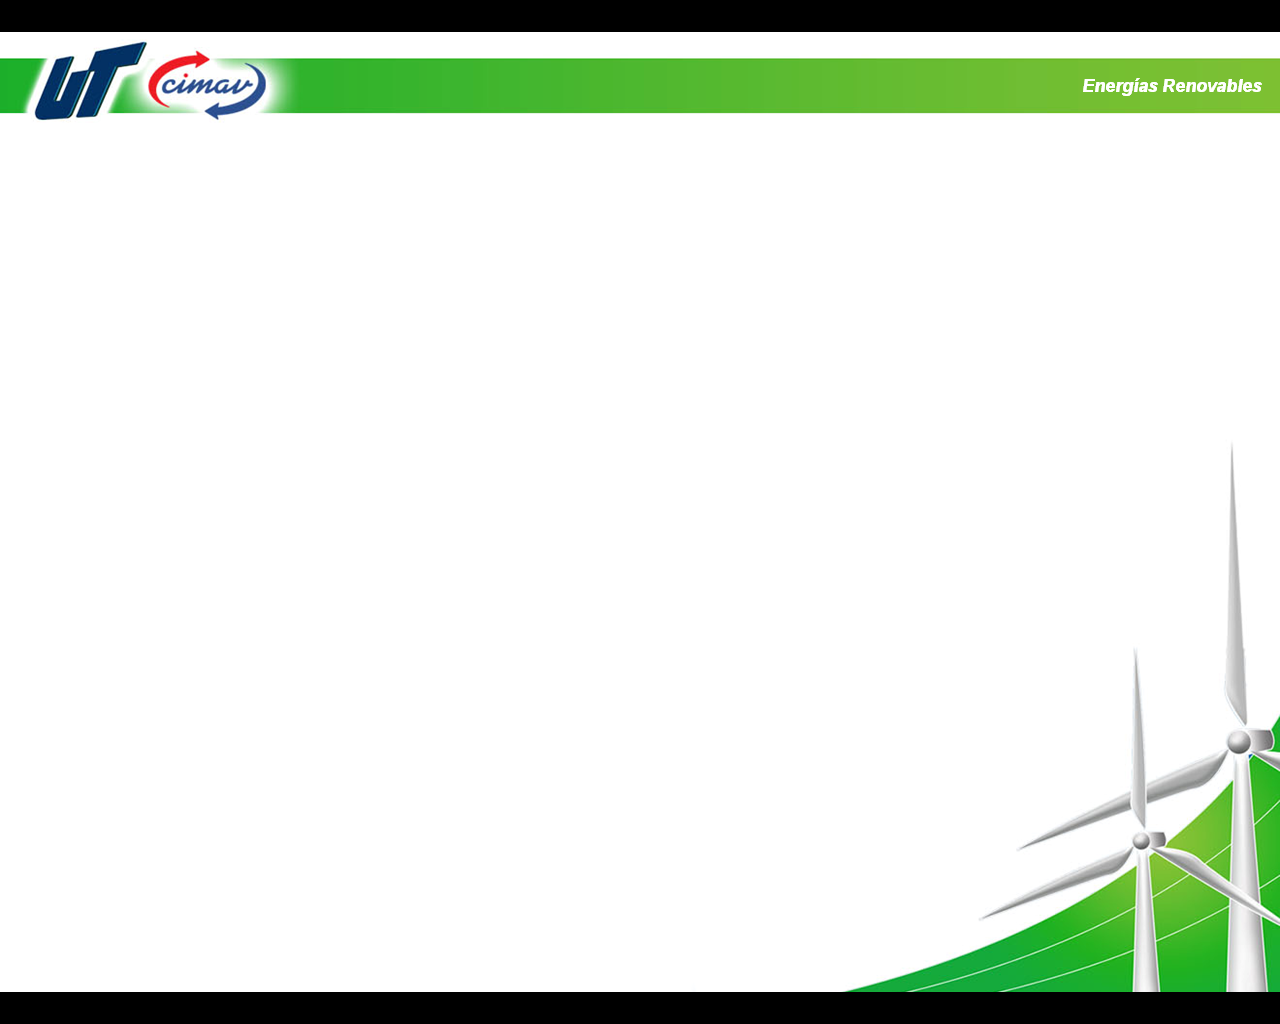 UT
cimav
Energías Renovables